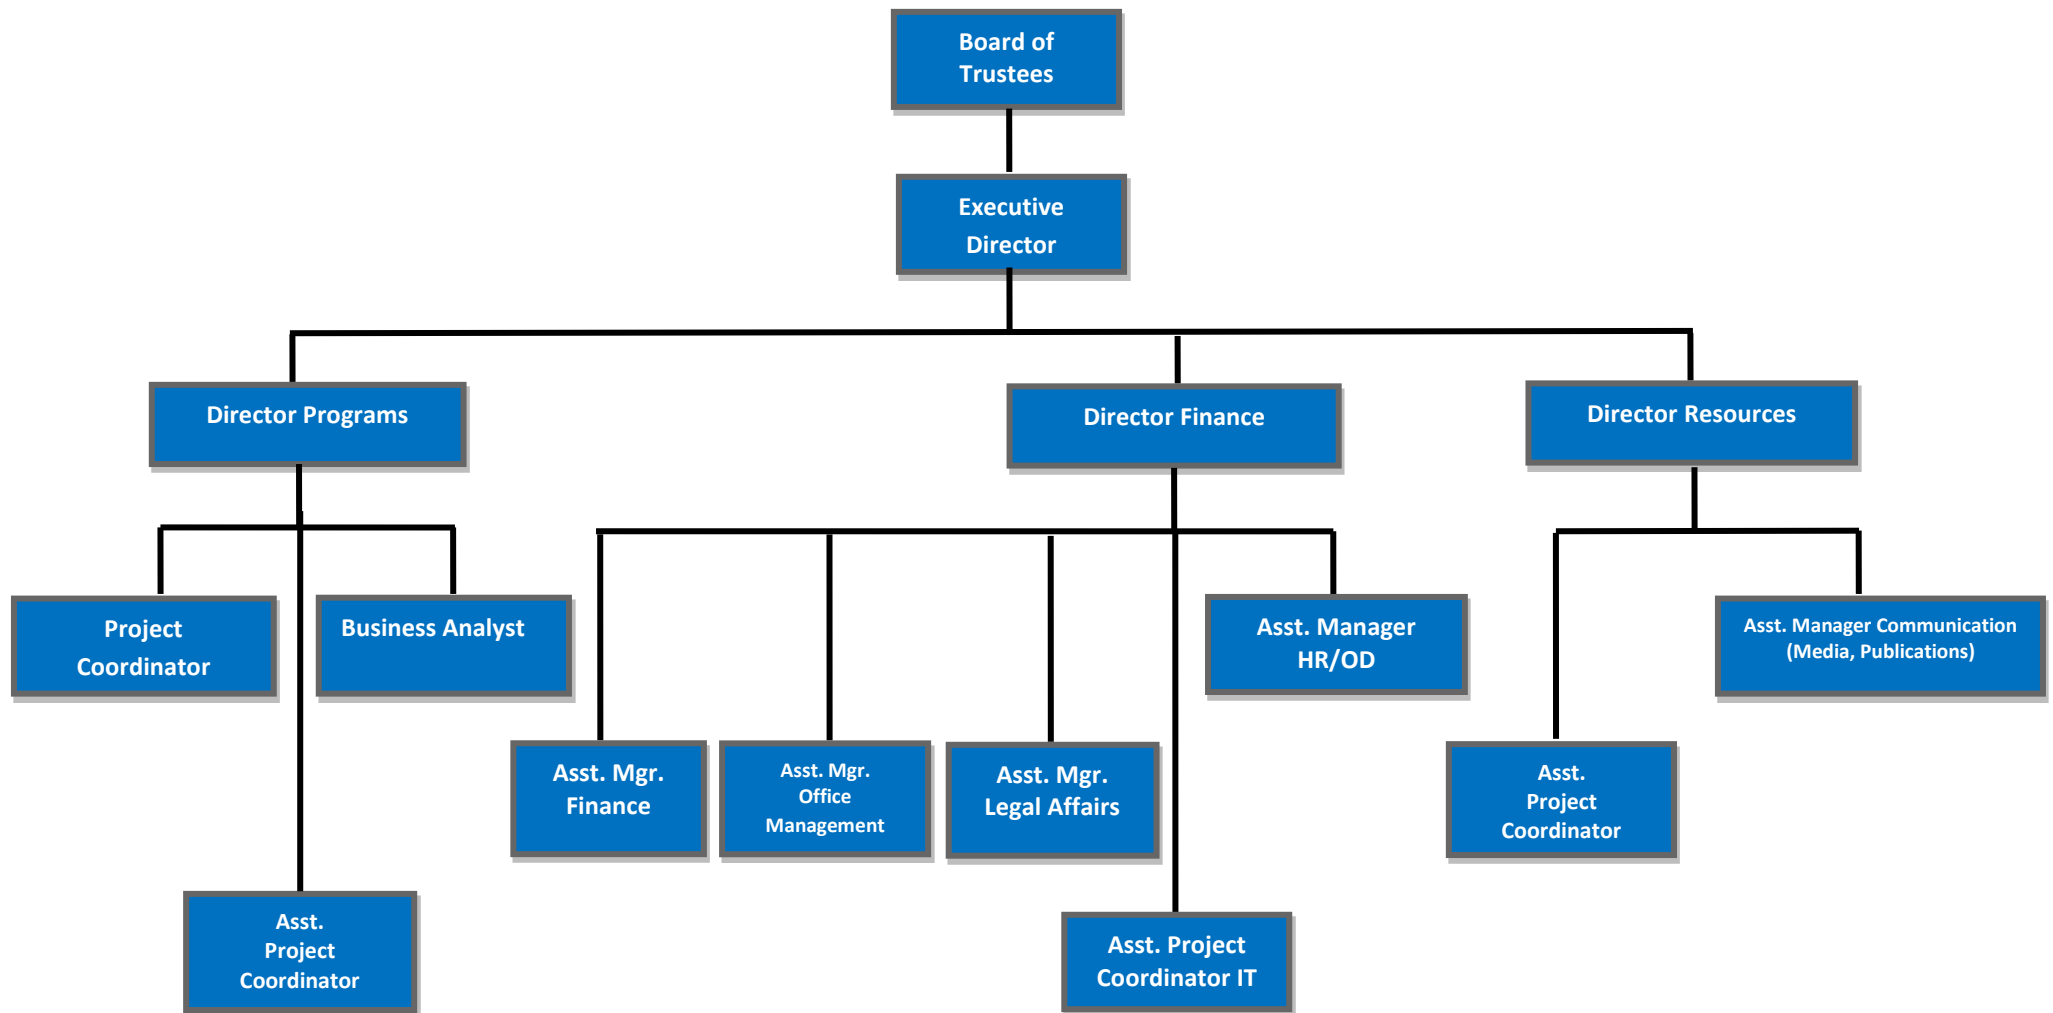 Board of
Trustees
Executive
Director
Director Programs
Director Finance
Director Resources
Project
Coordinator
Business Analyst
Asst. Manager
HR/OD
Asst. Manager Communication
(Media, Publications)
Asst. Mgr.
Finance
Asst. Mgr.
Office
Management
Asst. Mgr.
Legal Affairs
Asst.
Project
Coordinator
Asst.
Project
Coordinator
Asst. Project
Coordinator IT